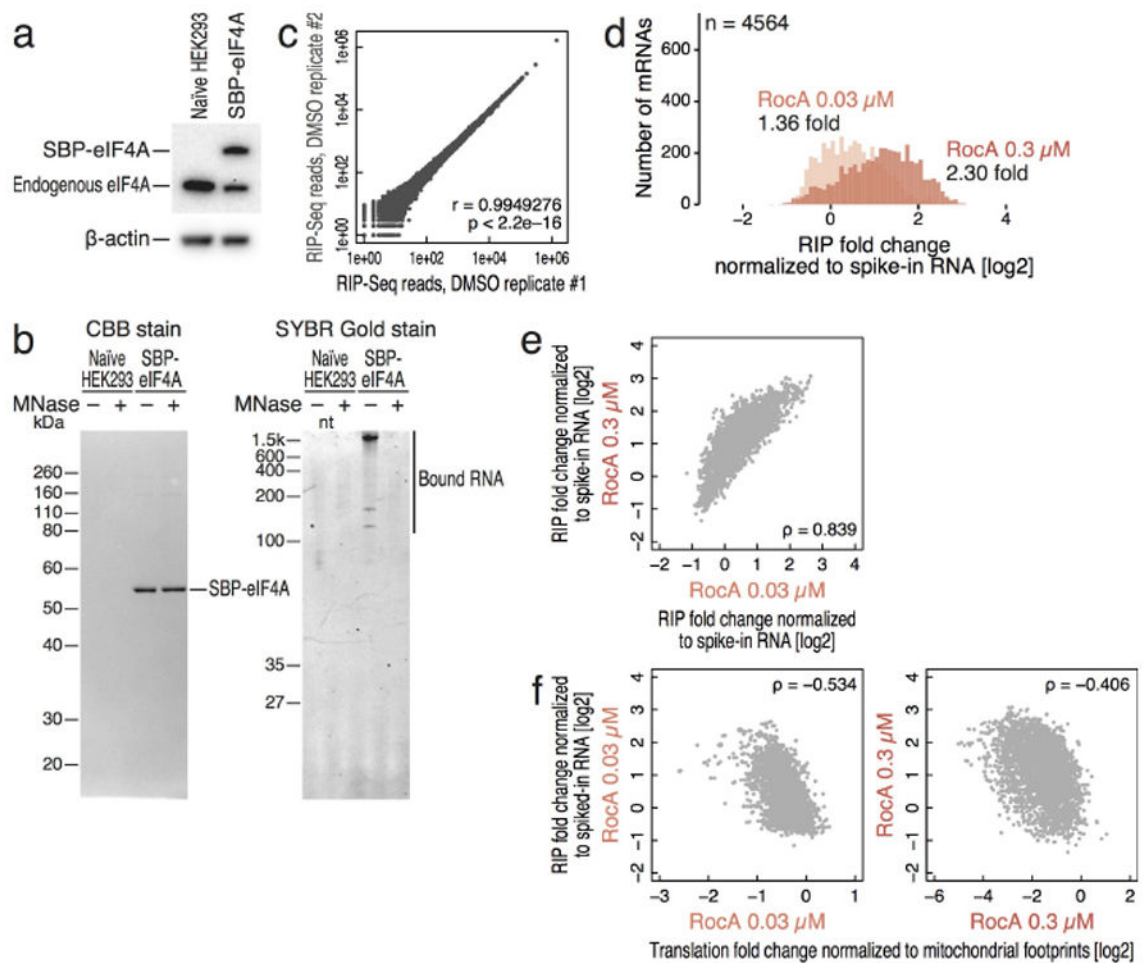 a
Naïve HEK293
SBP-eIF4A
SBP-eIF4A
Endogenous eIF4A
β-actin
c
RIP-Seq reads, DMSO replicate #2
1e+06
1e+04
1e+02
1e+00
r = 0.9949276
p < 2.2e-16
1e+00 1e+02 1e+04 1e+06
RIP-Seq reads, DMSO replicate #1
d
n = 4564
Number of mRNAs
600
400
200
0
RocA 0.03 µM
1.36 fold
RocA 0.3 µM
2.30 fold
−2 0 2 4
RIP fold change
normalized to spike-in RNA [log2]
b
CBB stain
Naïve HEK293
SBP-eIF4A
MNase − + − +
kDa
260
160
110
80
60
50
40
30
20
SBP-eIF4A
SYBR Gold stain
Naïve HEK293
SBP-eIF4A
MNase − + − +
nt
1.5k
600
400
200
100
35
27
Bound RNA
e
RIP fold change normalized
to spike-in RNA [log2]
RocA 0.3 µM
4
3
2
1
0
−1
−2
ρ = 0.839
−2 −1 0 1 2 3 4
RocA 0.03 µM
RIP fold change normalized
to spike-in RNA [log2]
f
RIP fold change normalized
to spiked-in RNA [log2]
RocA 0.03 µM
4
3
2
1
0
−1
−2
ρ = −0.534
−3 −2 −1 0 1
RocA 0.03 µM
RocA 0.3 µM
4
3
2
1
0
−1
−2
ρ = −0.406
−6 −4 −2 0 2
RocA 0.3 µM
Translation fold change normalized to mitochondrial footprints [log2]